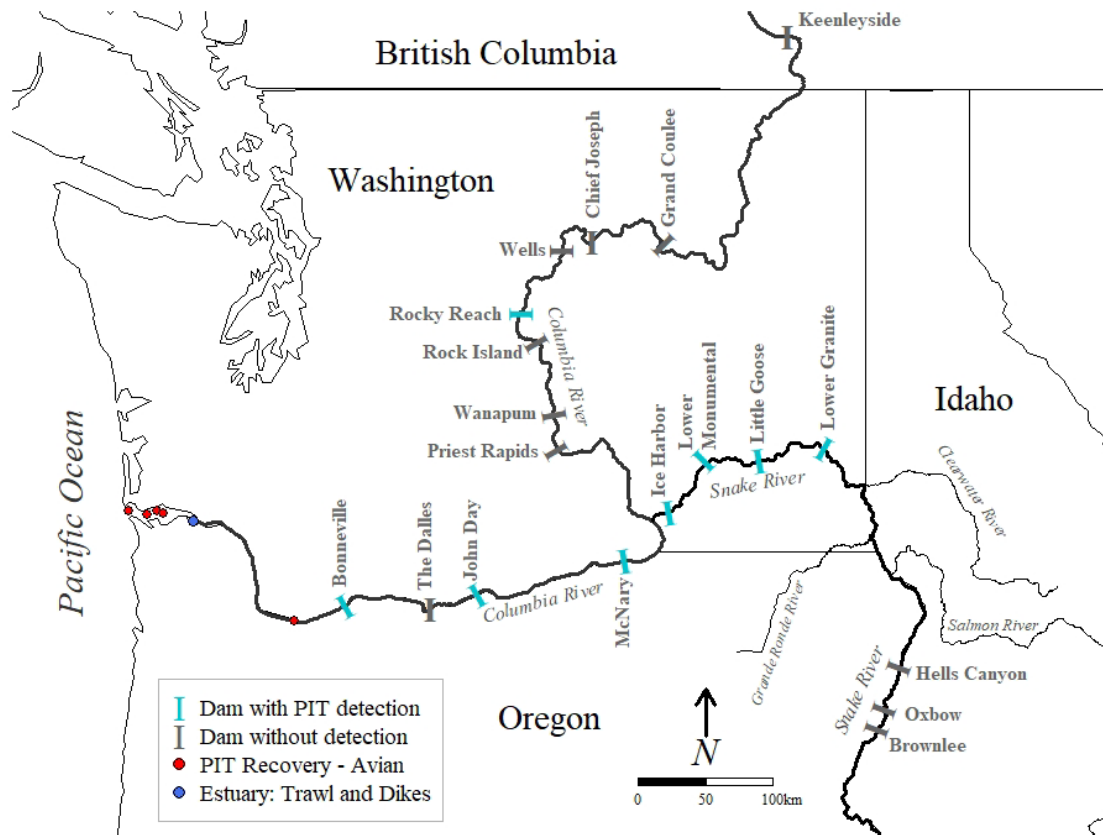 Keenleyside
British Columbia
Washington
Chief Joseph
Grand Coulee
Wells
Rocky Reach
Rock Island
Columbia River
Wanapum
Priest Rapids
Ice Harbor
Lower
Monumental
Little Goose
Lower Granite
Idaho
Snake River
Clearwater River
Pacific Ocean
Bonneville
The Dalles
John Day
Columbia River
McNary
Grande Ronde River
Salmon River
Snake River
Hells Canyon
Oxbow
Brownlee
Oregon
N
0 50 100km
Dam with PIT detection
Dam without detection
PIT Recovery - Avian
Estuary: Trawl and Dikes